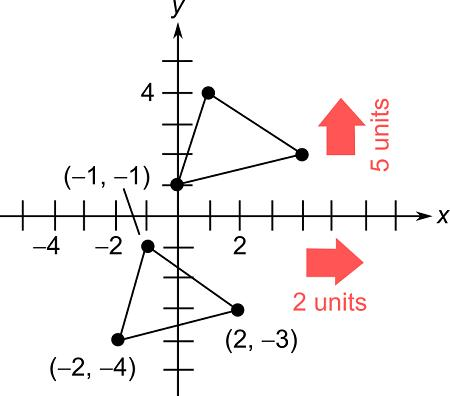 y
4
5 units
(−1, −1)
x
−4
−2
2
2 units
(2, −3)
(−2, −4)